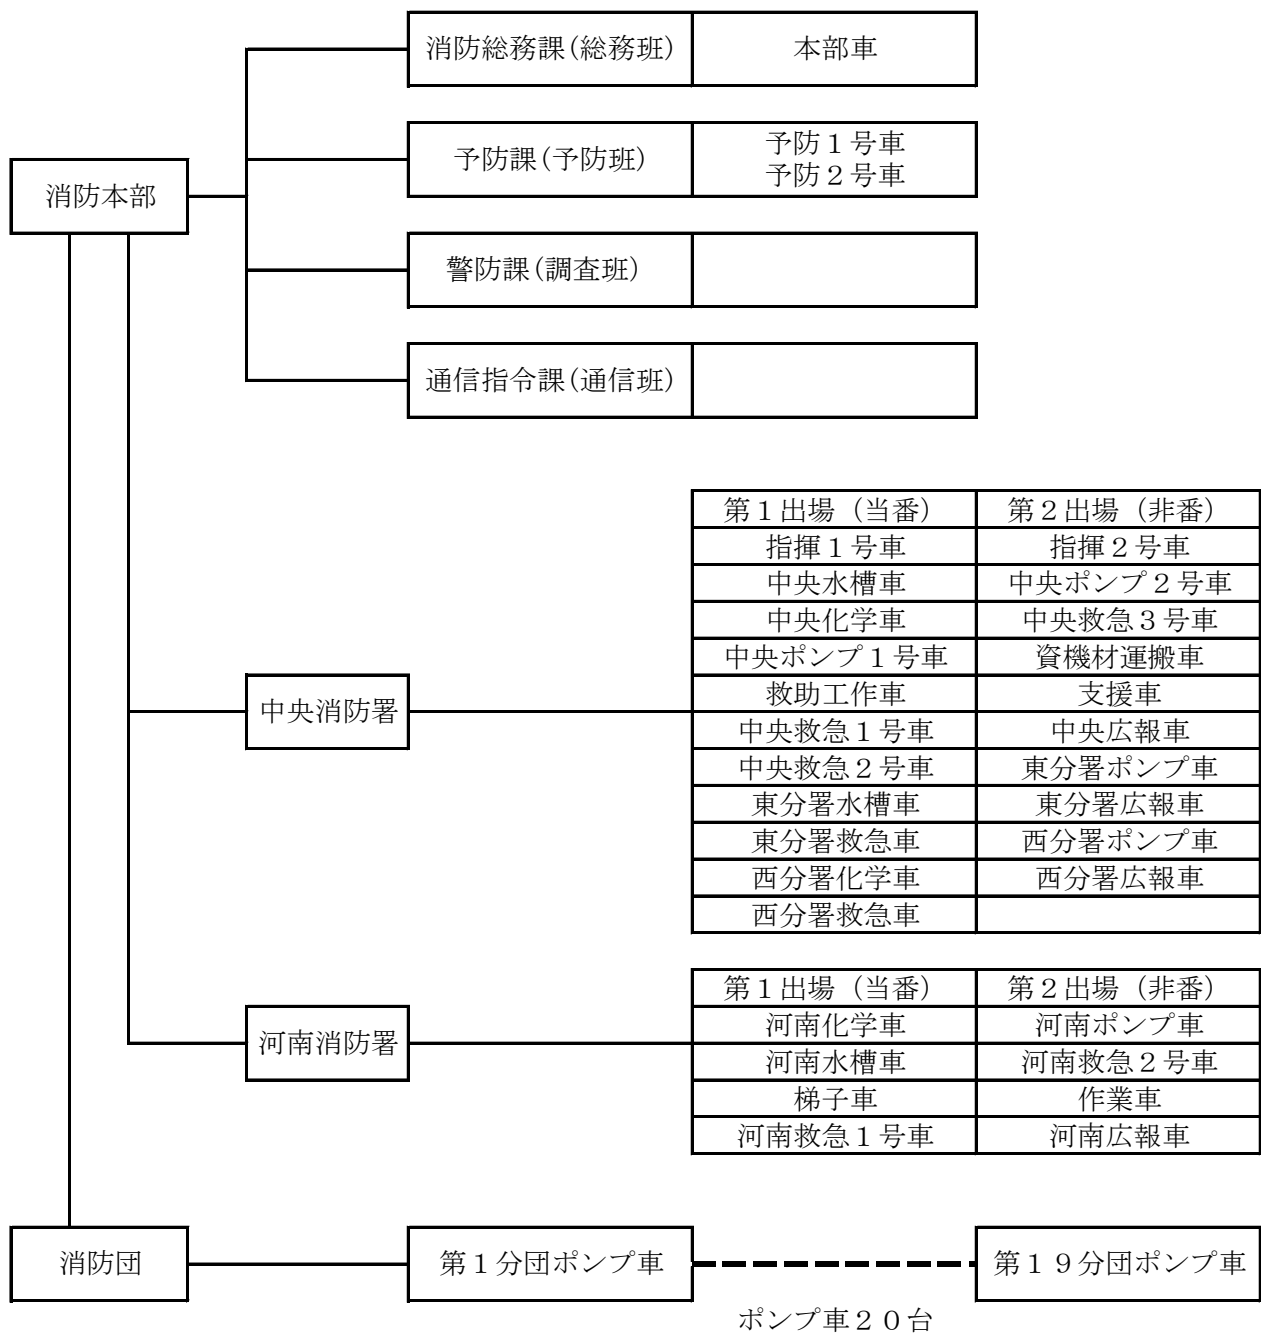 消防総務課(総務班) 本部車
予防課(予防班) 予防１号車
予防２号車
消防本部
警防課(調査班)
通信指令課(通信班)
第１出場（当番） 第２出場（非番）
指揮１号車 指揮２号車
中央水槽車 中央ポンプ２号車
中央化学車 中央救急３号車
中央ポンプ１号車 資機材運搬車
中央消防署
救助工作車 支援車
中央救急１号車 中央広報車
中央救急２号車 東分署ポンプ車
東分署水槽車 東分署広報車
東分署救急車 西分署ポンプ車
西分署化学車 西分署広報車
西分署救急車
第１出場（当番） 第２出場（非番）
河南化学車 河南ポンプ車
河南消防署
河南水槽車 河南救急２号車
梯子車 作業車
河南救急１号車 河南広報車
消防団 第１分団ポンプ車 第１９分団ポンプ車
ポンプ車２０台